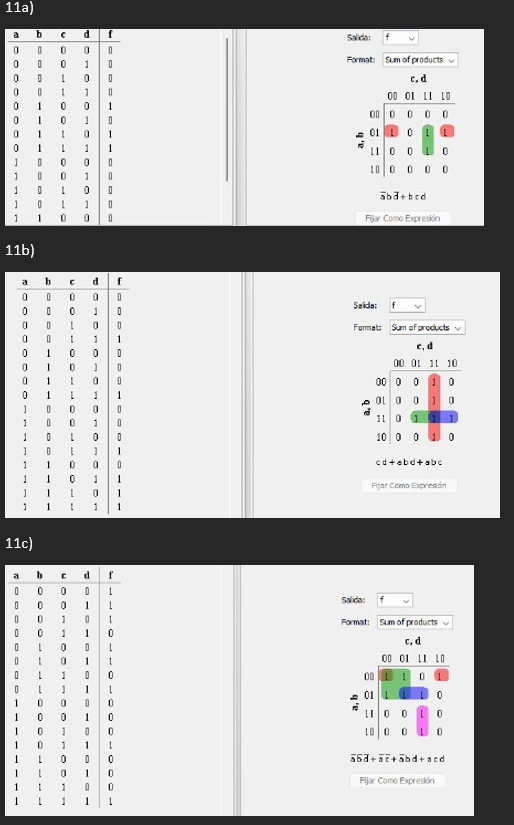 11a)
a b c d f
0 0 0 0 0
0 0 0 1 0
0 0 1 0 0
0 0 1 1 0
0 1 0 0 1
0 1 0 1 0
0 1 1 0 1
0 1 1 1 1
1 0 0 0 0
1 0 0 1 0
1 0 1 0 0
1 0 1 1 0
1 1 0 0 0
Salida: f
Format: Sum of products
c, d
00 01 11 10
a, b
00 0 0 0 0
01 1 0 1 1
11 0 0 1 0
10 0 0 0 0
a̅ b d̅ + b c d
Fijar Como Expresión
11b)
a b c d f
0 0 0 0 0
0 0 0 1 0
0 0 1 0 0
0 0 1 1 1
0 1 0 0 0
0 1 0 1 0
0 1 1 0 0
0 1 1 1 1
1 0 0 0 0
1 0 0 1 0
1 0 1 0 0
1 0 1 1 1
1 1 0 0 0
1 1 0 1 1
1 1 1 0 1
1 1 1 1 1
Salida: f
Format: Sum of products
c, d
00 01 11 10
a, b
00 0 0 1 0
01 0 0 1 0
11 0 1 1 1
10 0 0 1 0
c d + a b d + a b c
Fijar Como Expresión
11c)
a b c d f
0 0 0 0 1
0 0 0 1 1
0 0 1 0 1
0 0 1 1 0
0 1 0 0 1
0 1 0 1 1
0 1 1 0 0
0 1 1 1 1
1 0 0 0 0
1 0 0 1 0
1 0 1 0 0
1 0 1 1 1
1 1 0 0 0
1 1 0 1 0
1 1 1 0 0
1 1 1 1 1
Salida: f
Format: Sum of products
c, d
00 01 11 10
a, b
00 1 1 0 1
01 1 1 1 0
11 0 0 1 0
10 0 0 1 0
a̅ b̅ d̅ + a̅ c̅ + a̅ b d + a c d
Fijar Como Expresión